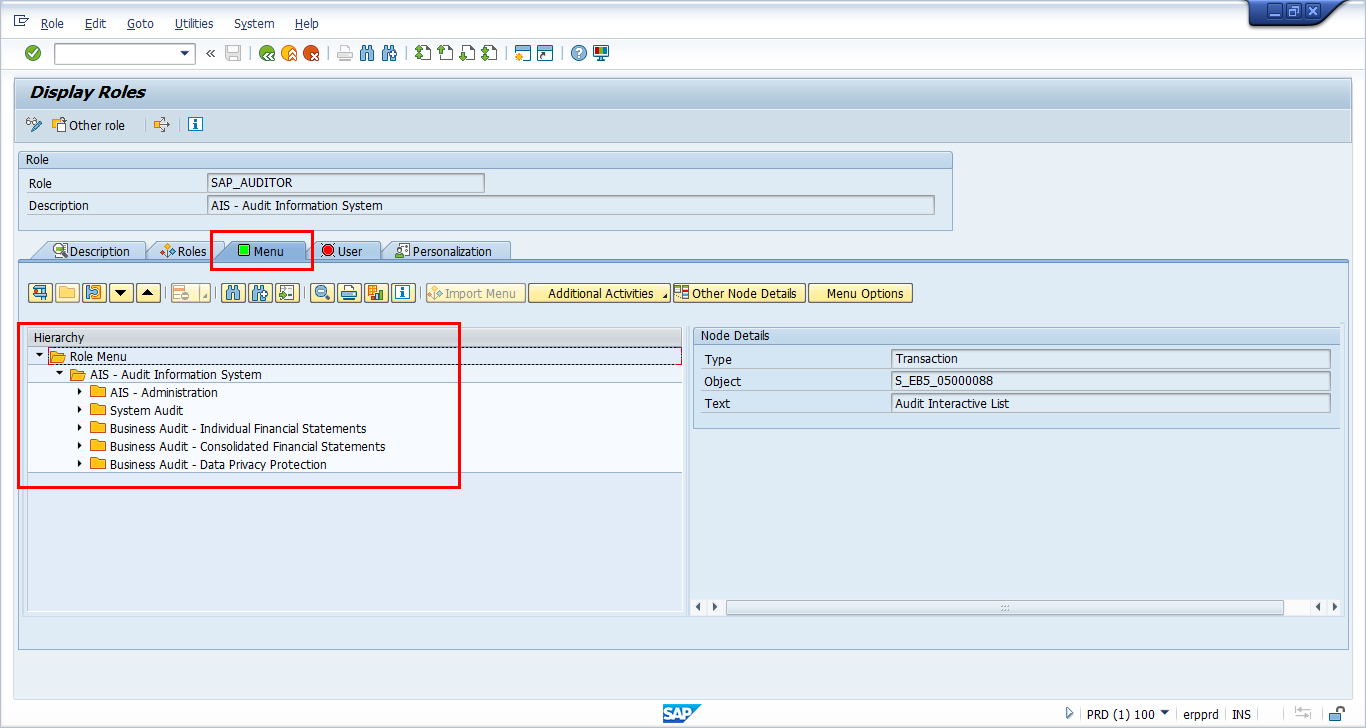 Role Edit Goto Utilities System Help
Display Roles
Other role
Role
Role SAP_AUDITOR
Description AIS - Audit Information System
Description Roles Menu User Personalization
Import Menu Additional Activities Other Node Details Menu Options
Hierarchy
Role Menu
AIS - Audit Information System
AIS - Administration
System Audit
Business Audit - Individual Financial Statements
Business Audit - Consolidated Financial Statements
Business Audit - Data Privacy Protection
Node Details
Type Transaction
Object S_EB5_05000088
Text Audit Interactive List
SAP
PRD (1) 100 erpprd INS